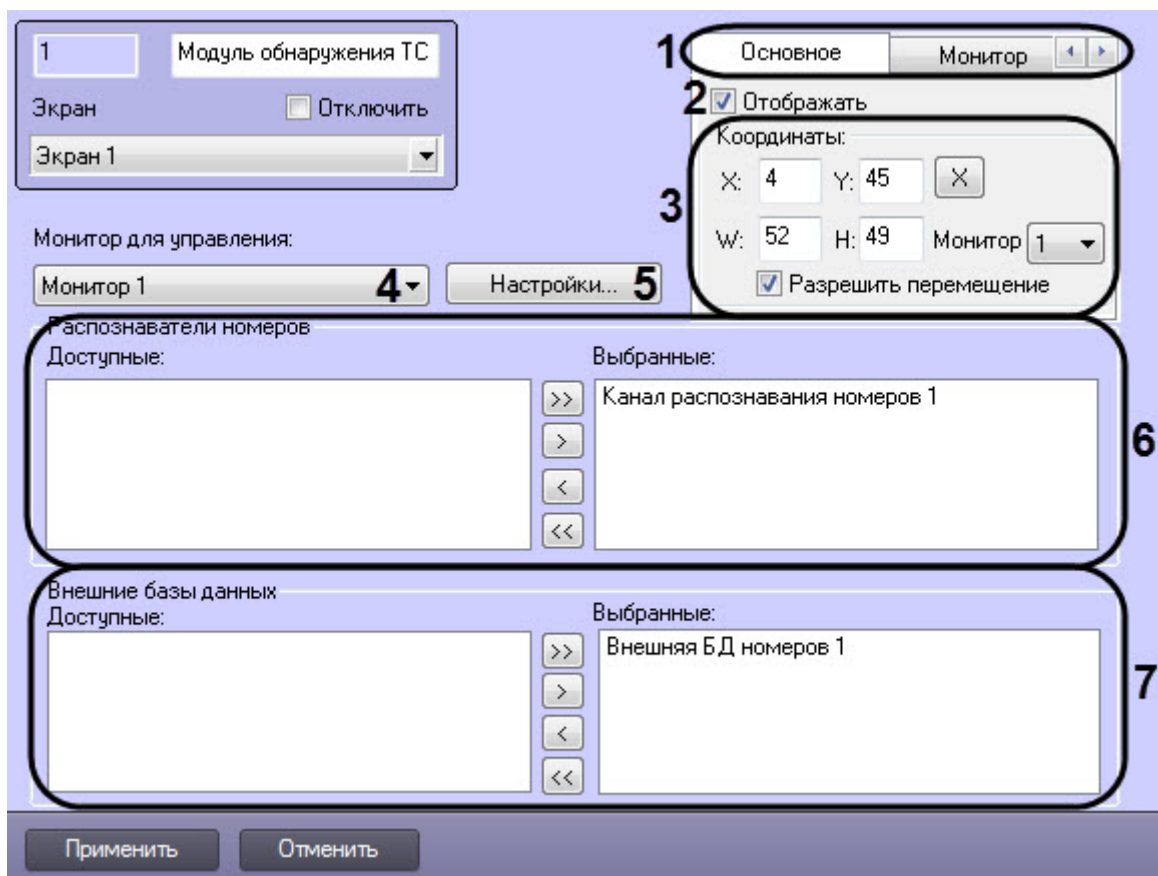 1 Модуль обнаружения ТС
Экран Отключить
Экран 1
1 Основное Монитор
2 Отображать
3 Координаты:
X: 4 Y: 45 X
W: 52 H: 49 Монитор 1
Разрешить перемещение
Монитор для управления:
Монитор 1 4 Настройки... 5
Распознаватели номеров
Доступные: Выбранные:
Канал распознавания номеров 1
>>
>
<
<<
6
Внешние базы данных
Доступные: Выбранные:
Внешняя БД номеров 1
>>
>
<
<<
7
Применить Отменить